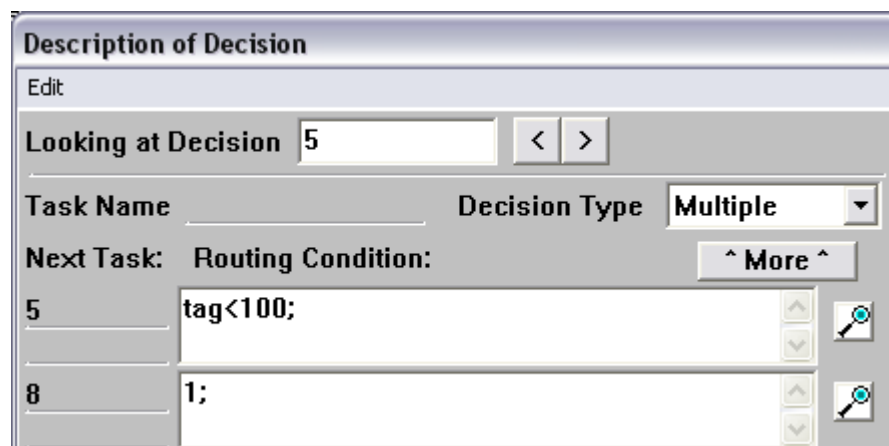 Description of Decision
Edit
Looking at Decision 5 < >
Task Name Decision Type Multiple
Next Task: Routing Condition: ^ More ^
5 tag<100;
8 1;